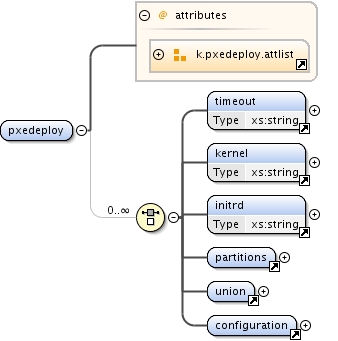 @ attributes
k.pxedeploy.attlist
pxedeploy
0..∞
timeout
Type xs:string
kernel
Type xs:string
initrd
Type xs:string
partitions
union
configuration